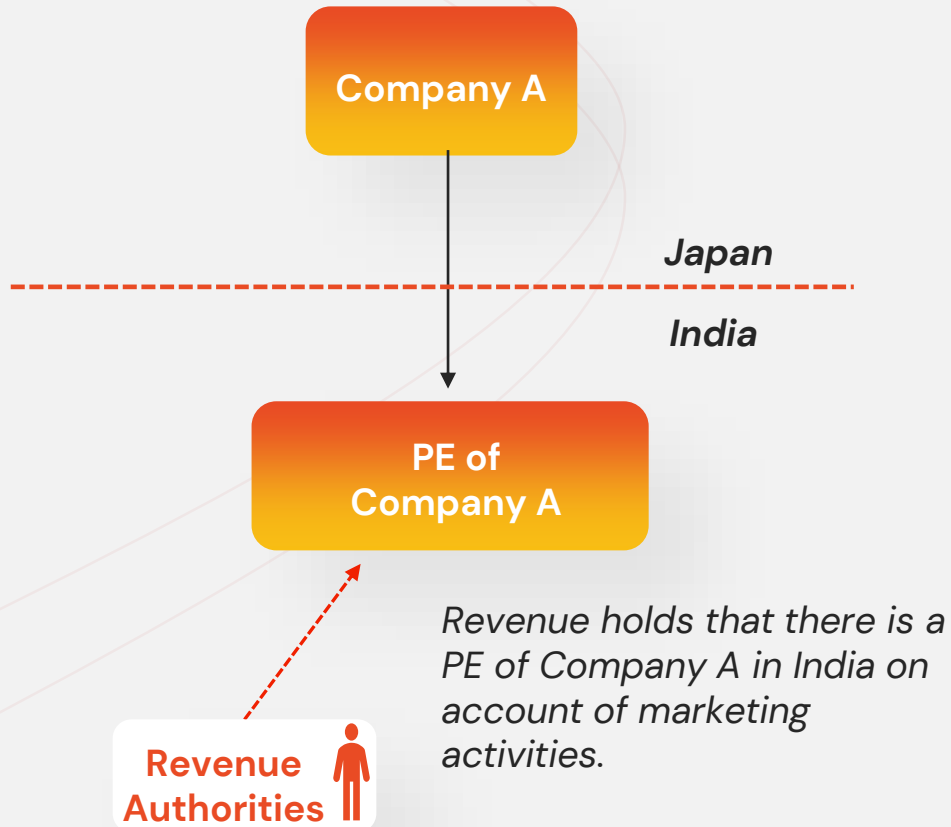 Company A
Japan
India
PE of
Company A
Revenue holds that there is a
PE of Company A in India on
account of marketing
activities.
Revenue
Authorities